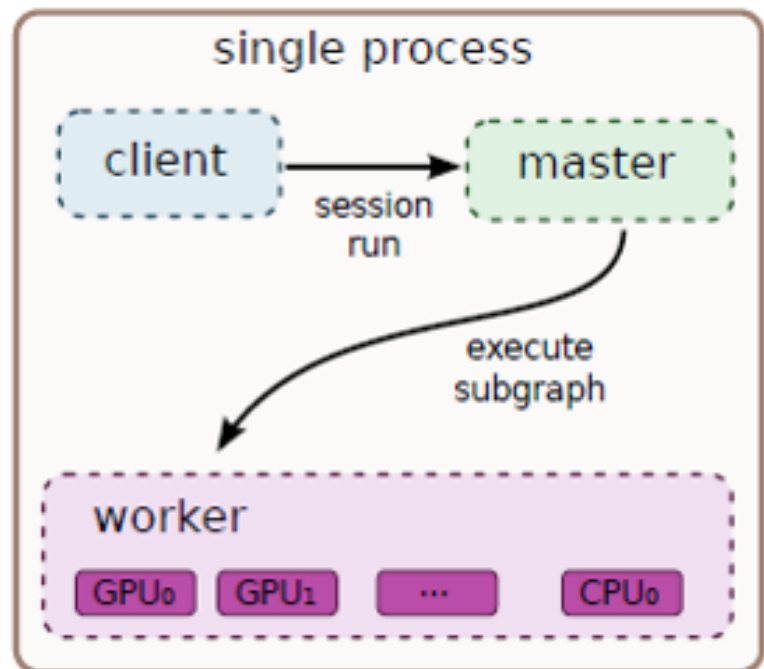 single process
client
master
session
run
execute
subgraph
worker
GPU₀ GPU₁ ... CPU₀